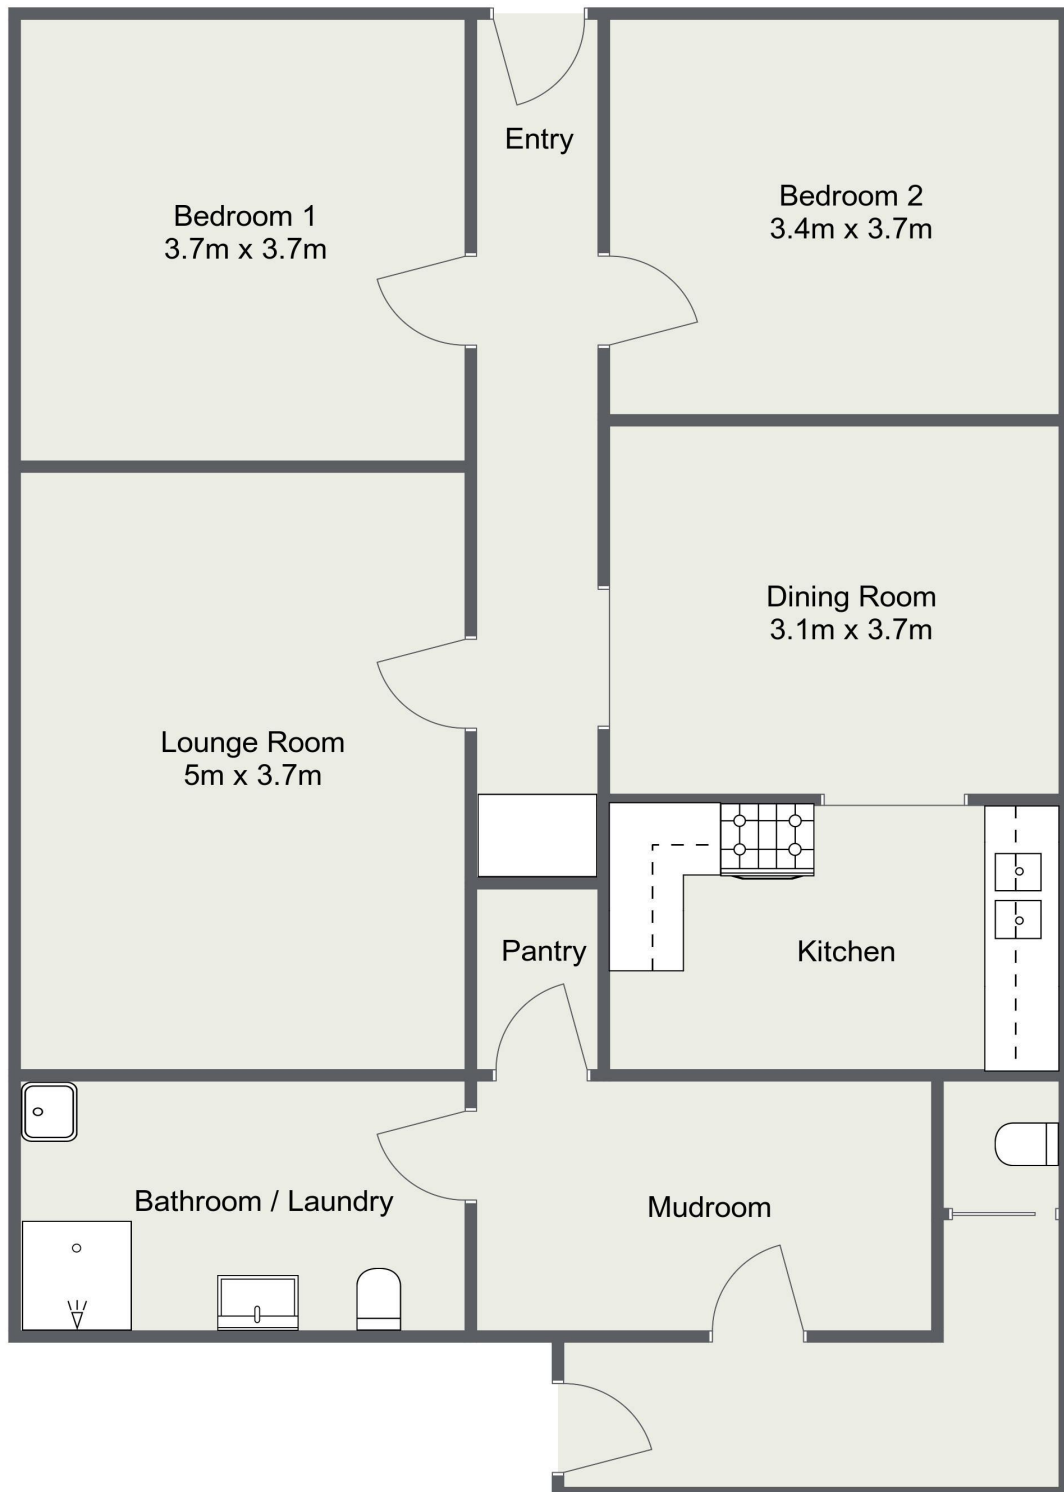 Entry
Bedroom 1
3.7m x 3.7m
Bedroom 2
3.4m x 3.7m
Dining Room
3.1m x 3.7m
Lounge Room
5m x 3.7m
Pantry
Kitchen
Bathroom / Laundry
Mudroom